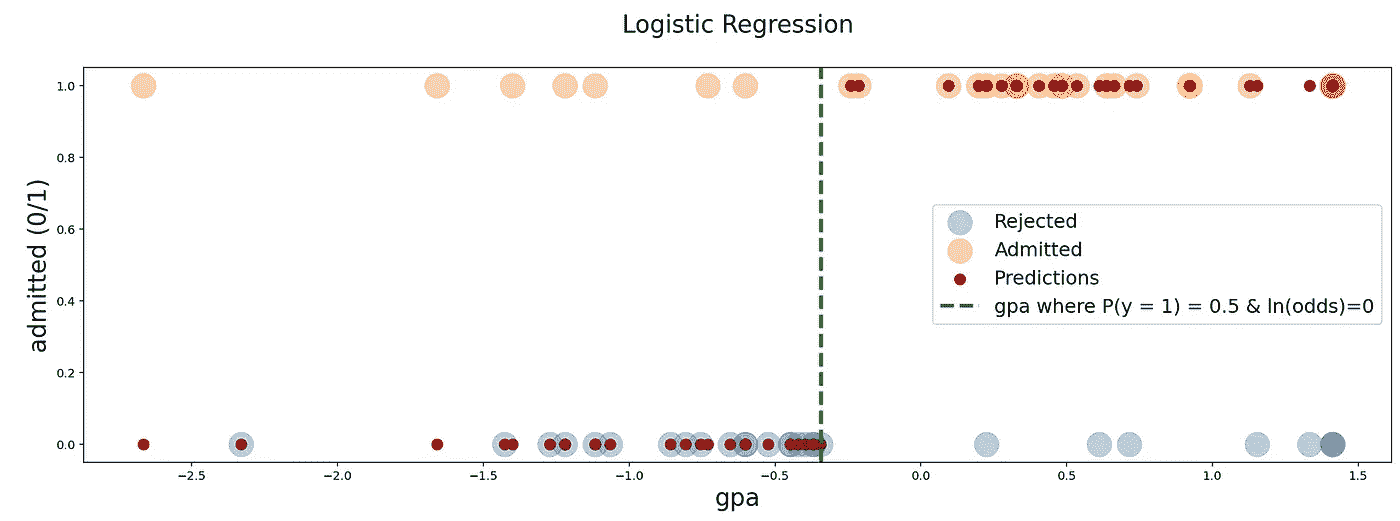 Logistic Regression
1.0
0.8
0.6
0.4
0.2
0.0
admitted (0/1)
Rejected
Admitted
Predictions
gpa where P(y = 1) = 0.5 & ln(odds)=0
−2.5 −2.0 −1.5 −1.0 −0.5 0.0 0.5 1.0 1.5
gpa